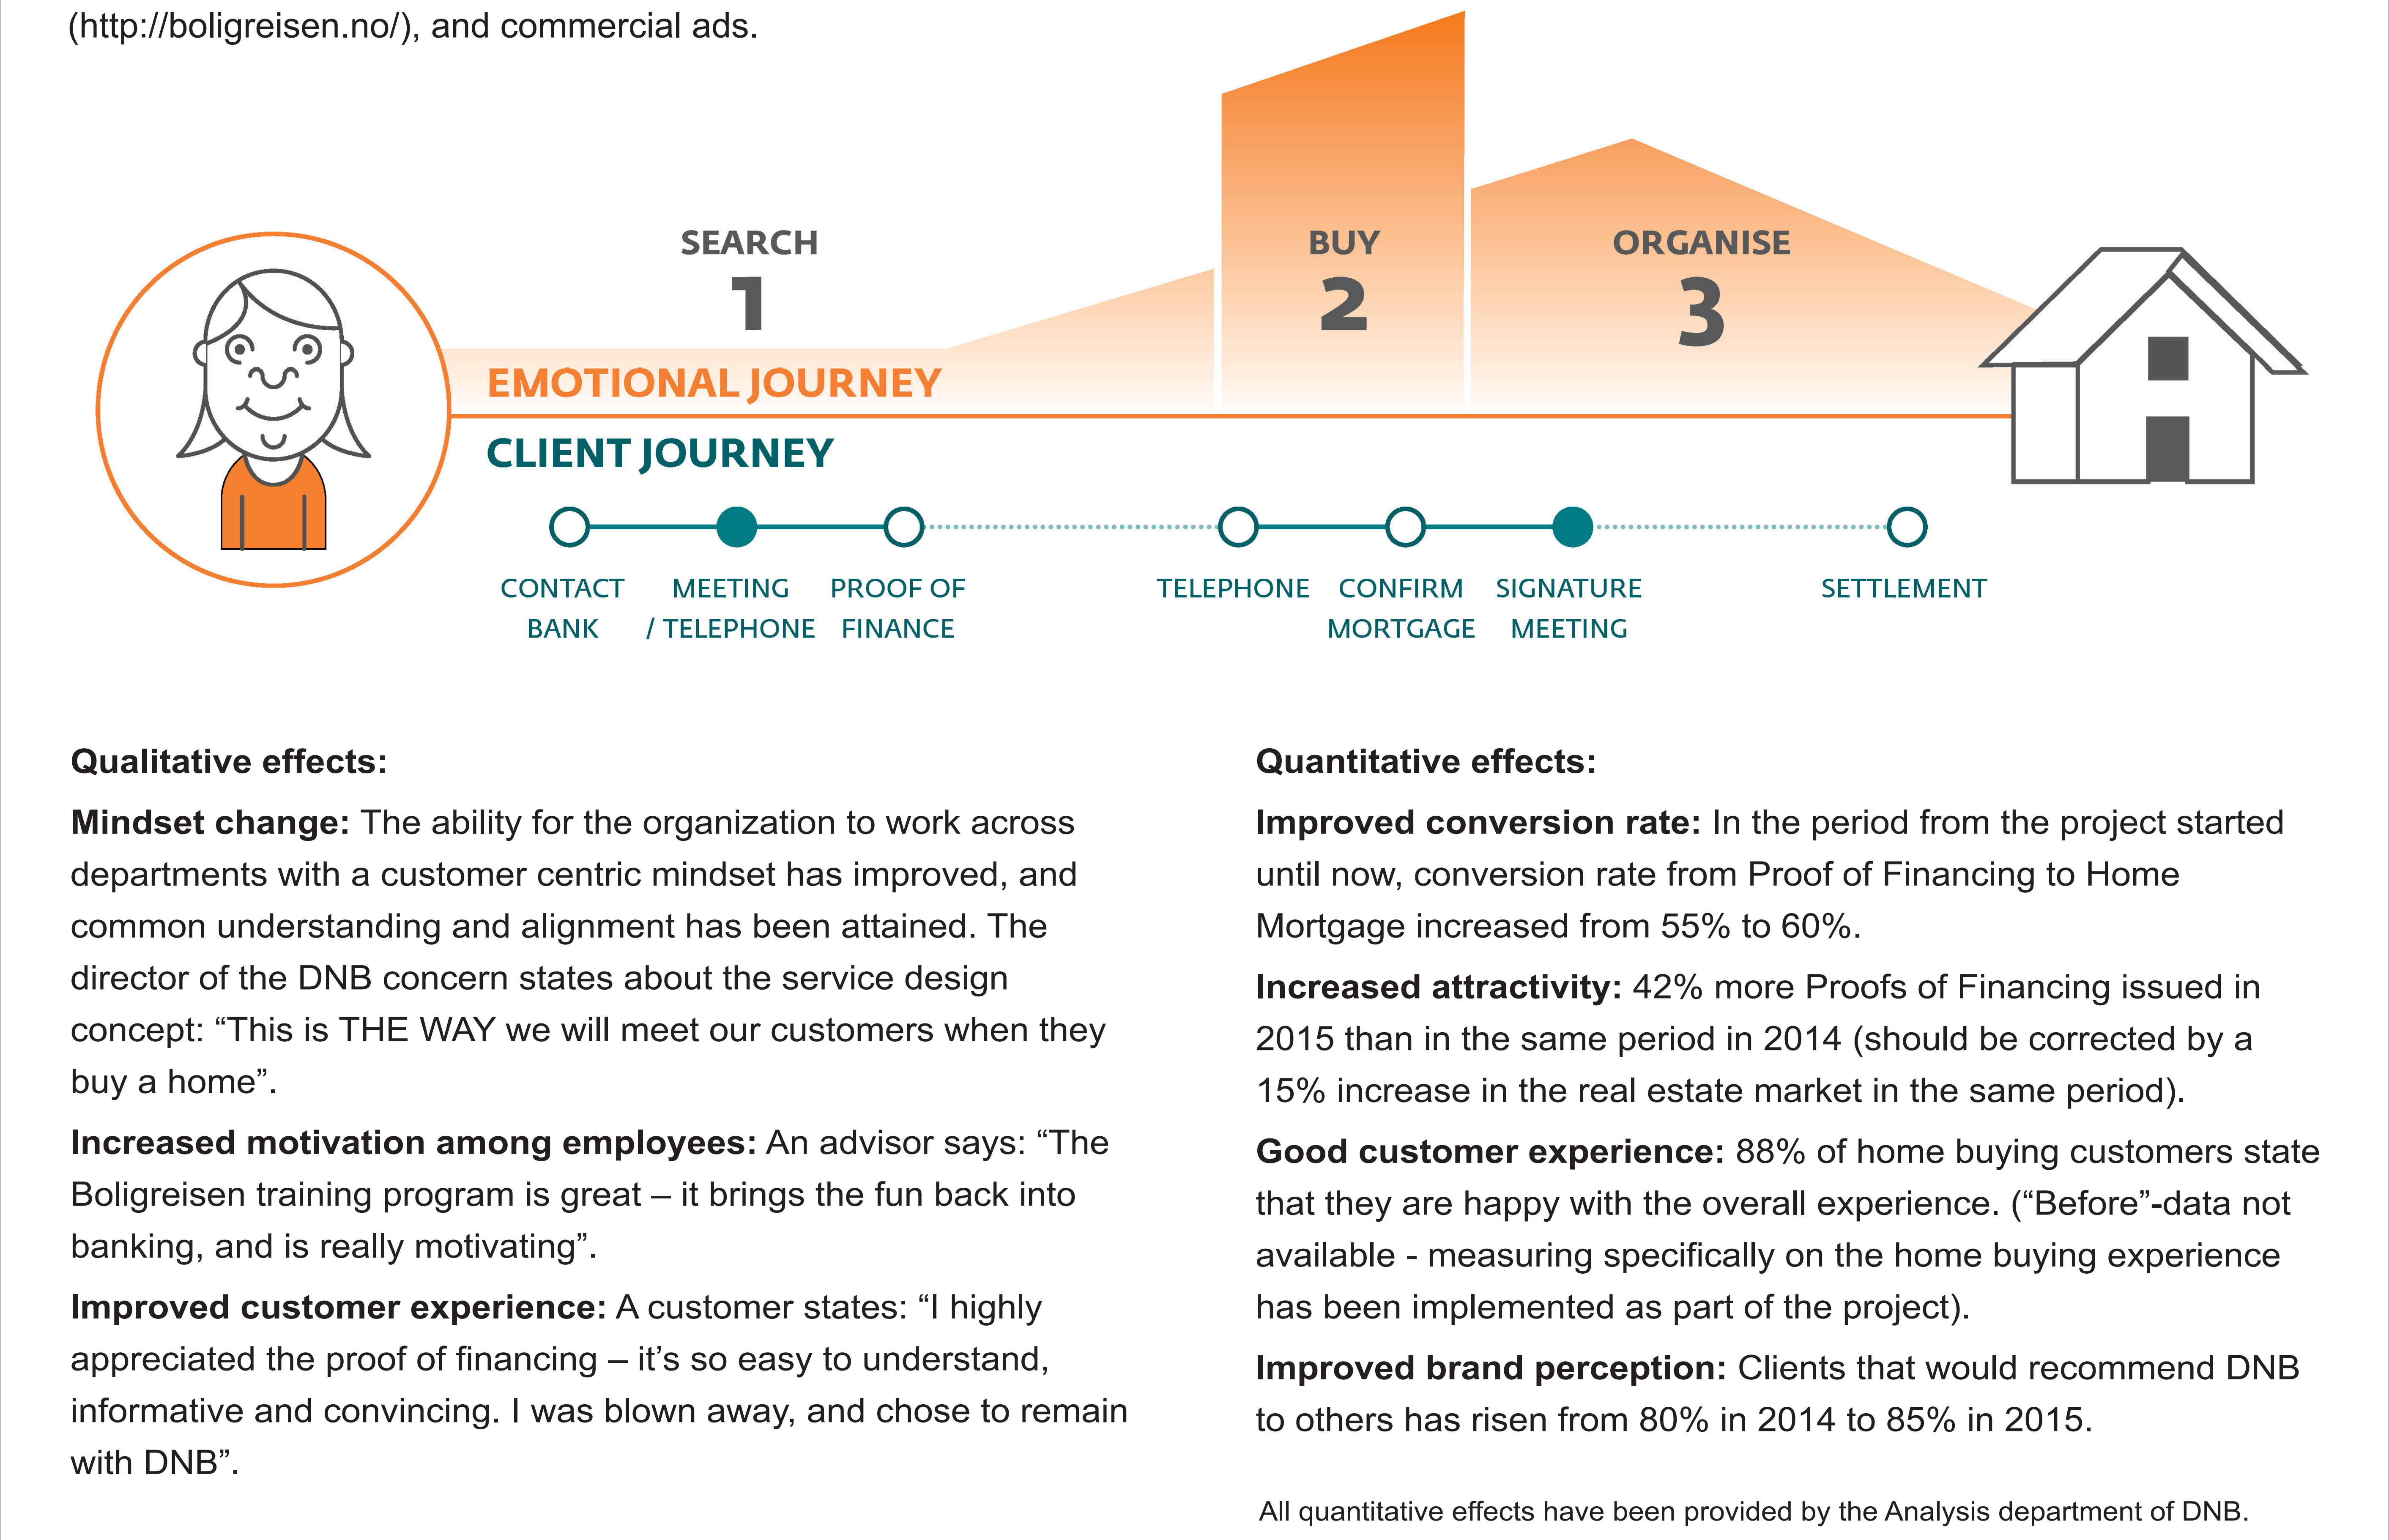 (http://boligreisen.no/), and commercial ads.
SEARCH
1
BUY
2
ORGANISE
3
EMOTIONAL JOURNEY
CLIENT JOURNEY
CONTACT
BANK
MEETING
/ TELEPHONE
PROOF OF
FINANCE
TELEPHONE
CONFIRM
MORTGAGE
SIGNATURE
MEETING
SETTLEMENT
Qualitative effects:
Mindset change: The ability for the organization to work across
departments with a customer centric mindset has improved, and
common understanding and alignment has been attained. The
director of the DNB concern states about the service design
concept: “This is THE WAY we will meet our customers when they
buy a home”.
Increased motivation among employees: An advisor says: “The
Boligreisen training program is great – it brings the fun back into
banking, and is really motivating”.
Improved customer experience: A customer states: “I highly
appreciated the proof of financing – it’s so easy to understand,
informative and convincing. I was blown away, and chose to remain
with DNB”.
Quantitative effects:
Improved conversion rate: In the period from the project started
until now, conversion rate from Proof of Financing to Home
Mortgage increased from 55% to 60%.
Increased attractivity: 42% more Proofs of Financing issued in
2015 than in the same period in 2014 (should be corrected by a
15% increase in the real estate market in the same period).
Good customer experience: 88% of home buying customers state
that they are happy with the overall experience. (“Before”-data not
available - measuring specifically on the home buying experience
has been implemented as part of the project).
Improved brand perception: Clients that would recommend DNB
to others has risen from 80% in 2014 to 85% in 2015.
All quantitative effects have been provided by the Analysis department of DNB.